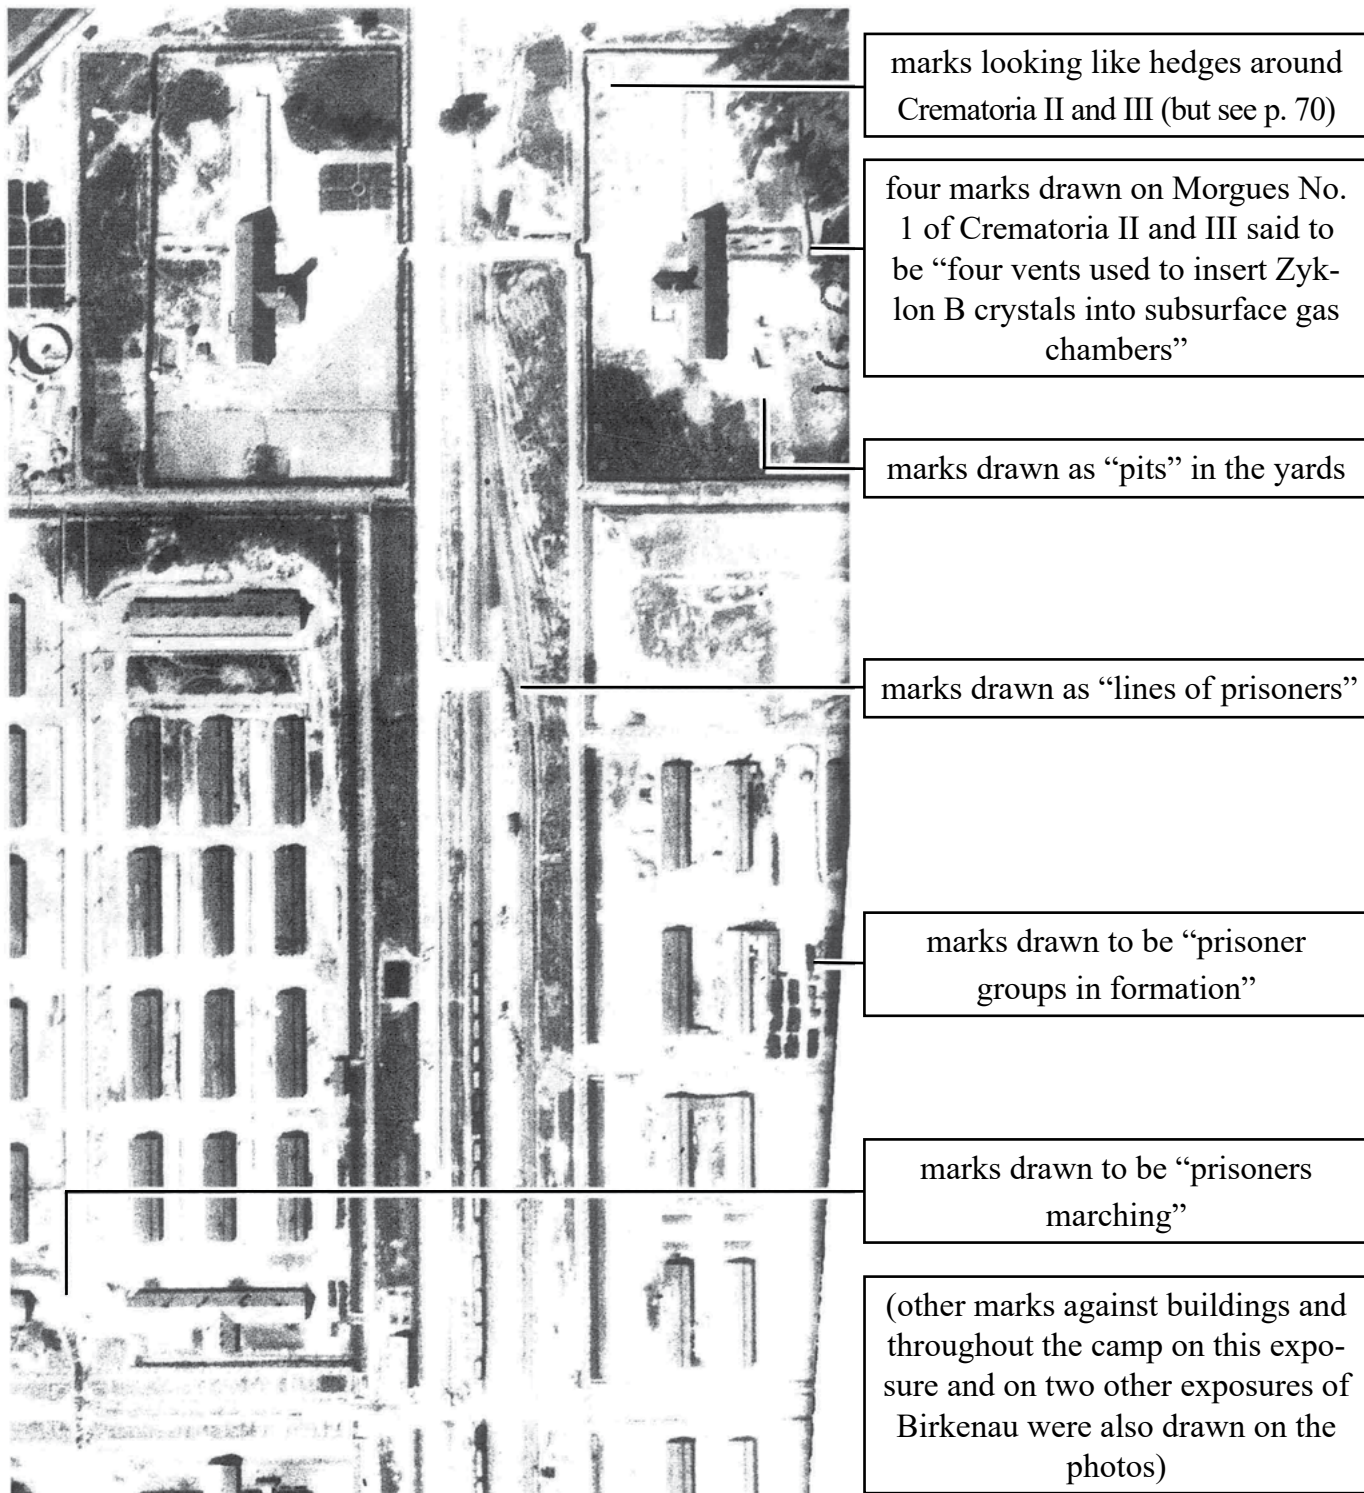 marks looking like hedges around
Crematoria II and III (but see p. 70)
four marks drawn on Morgues No.
1 of Crematoria II and III said to
be “four vents used to insert Zyk-
lon B crystals into subsurface gas
chambers”
marks drawn as “pits” in the yards
marks drawn as “lines of prisoners”
marks drawn to be “prisoner
groups in formation”
marks drawn to be “prisoners
marching”
(other marks against buildings and
throughout the camp on this expo-
sure and on two other exposures of
Birkenau were also drawn on the
photos)